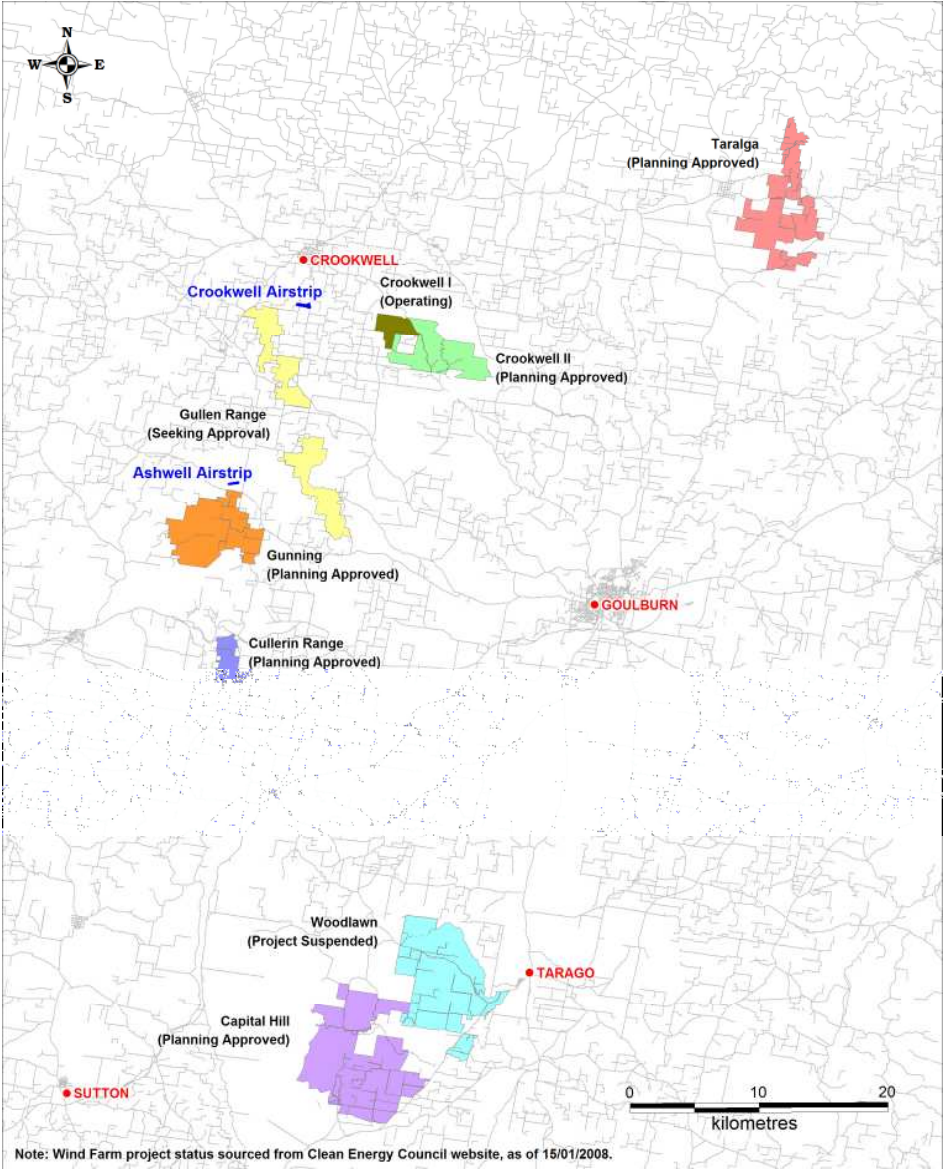 N
W E
S
Taralga
(Planning Approved)
CROOKWELL
Crookwell I
(Operating)
Crookwell Airstrip
Crookwell II
(Planning Approved)
Gullen Range
(Seeking Approval)
Ashwell Airstrip
Gunning
(Planning Approved)
GOULBURN
Cullerin Range
(Planning Approved)
Woodlawn
(Project Suspended)
TARAGO
Capital Hill
(Planning Approved)
SUTTON
0 10 20
kilometres
Note: Wind Farm project status sourced from Clean Energy Council website, as of 15/01/2008.